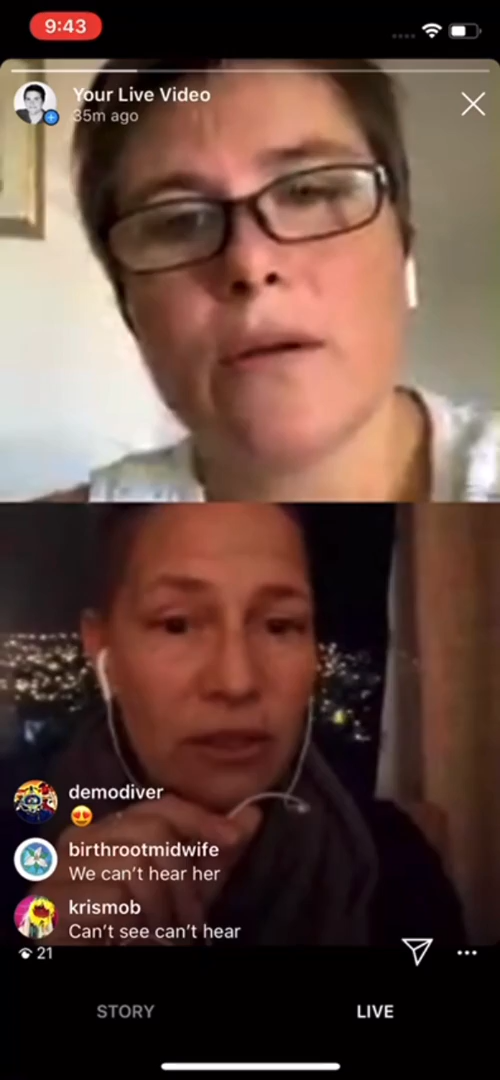 9:43
Your Live Video
35m ago
demodiver
😍
birthrootmidwife
We can't hear her
krismob
Can't see can't hear
21
STORY
LIVE